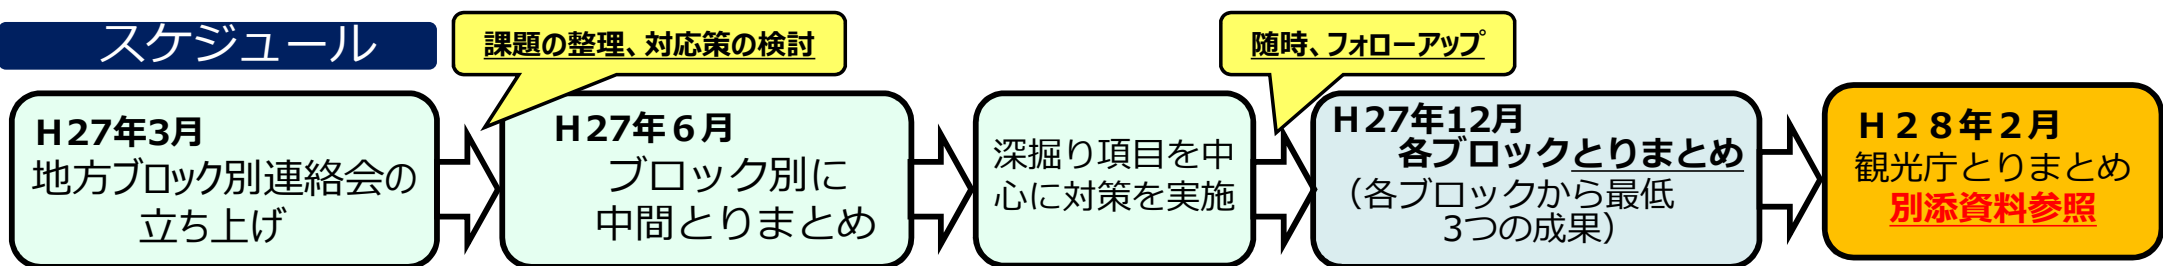 スケジュール
課題の整理、対応策の検討
随時、フォローアップ
H27年3月
地方ブロック別連絡会の
立ち上げ
H27年6月
ブロック別に
中間とりまとめ
深掘り項目を中
心に対策を実施
H27年12月
各ブロックとりまとめ
（各ブロックから最低
3つの成果）
H28年2月
観光庁とりまとめ
別添資料参照